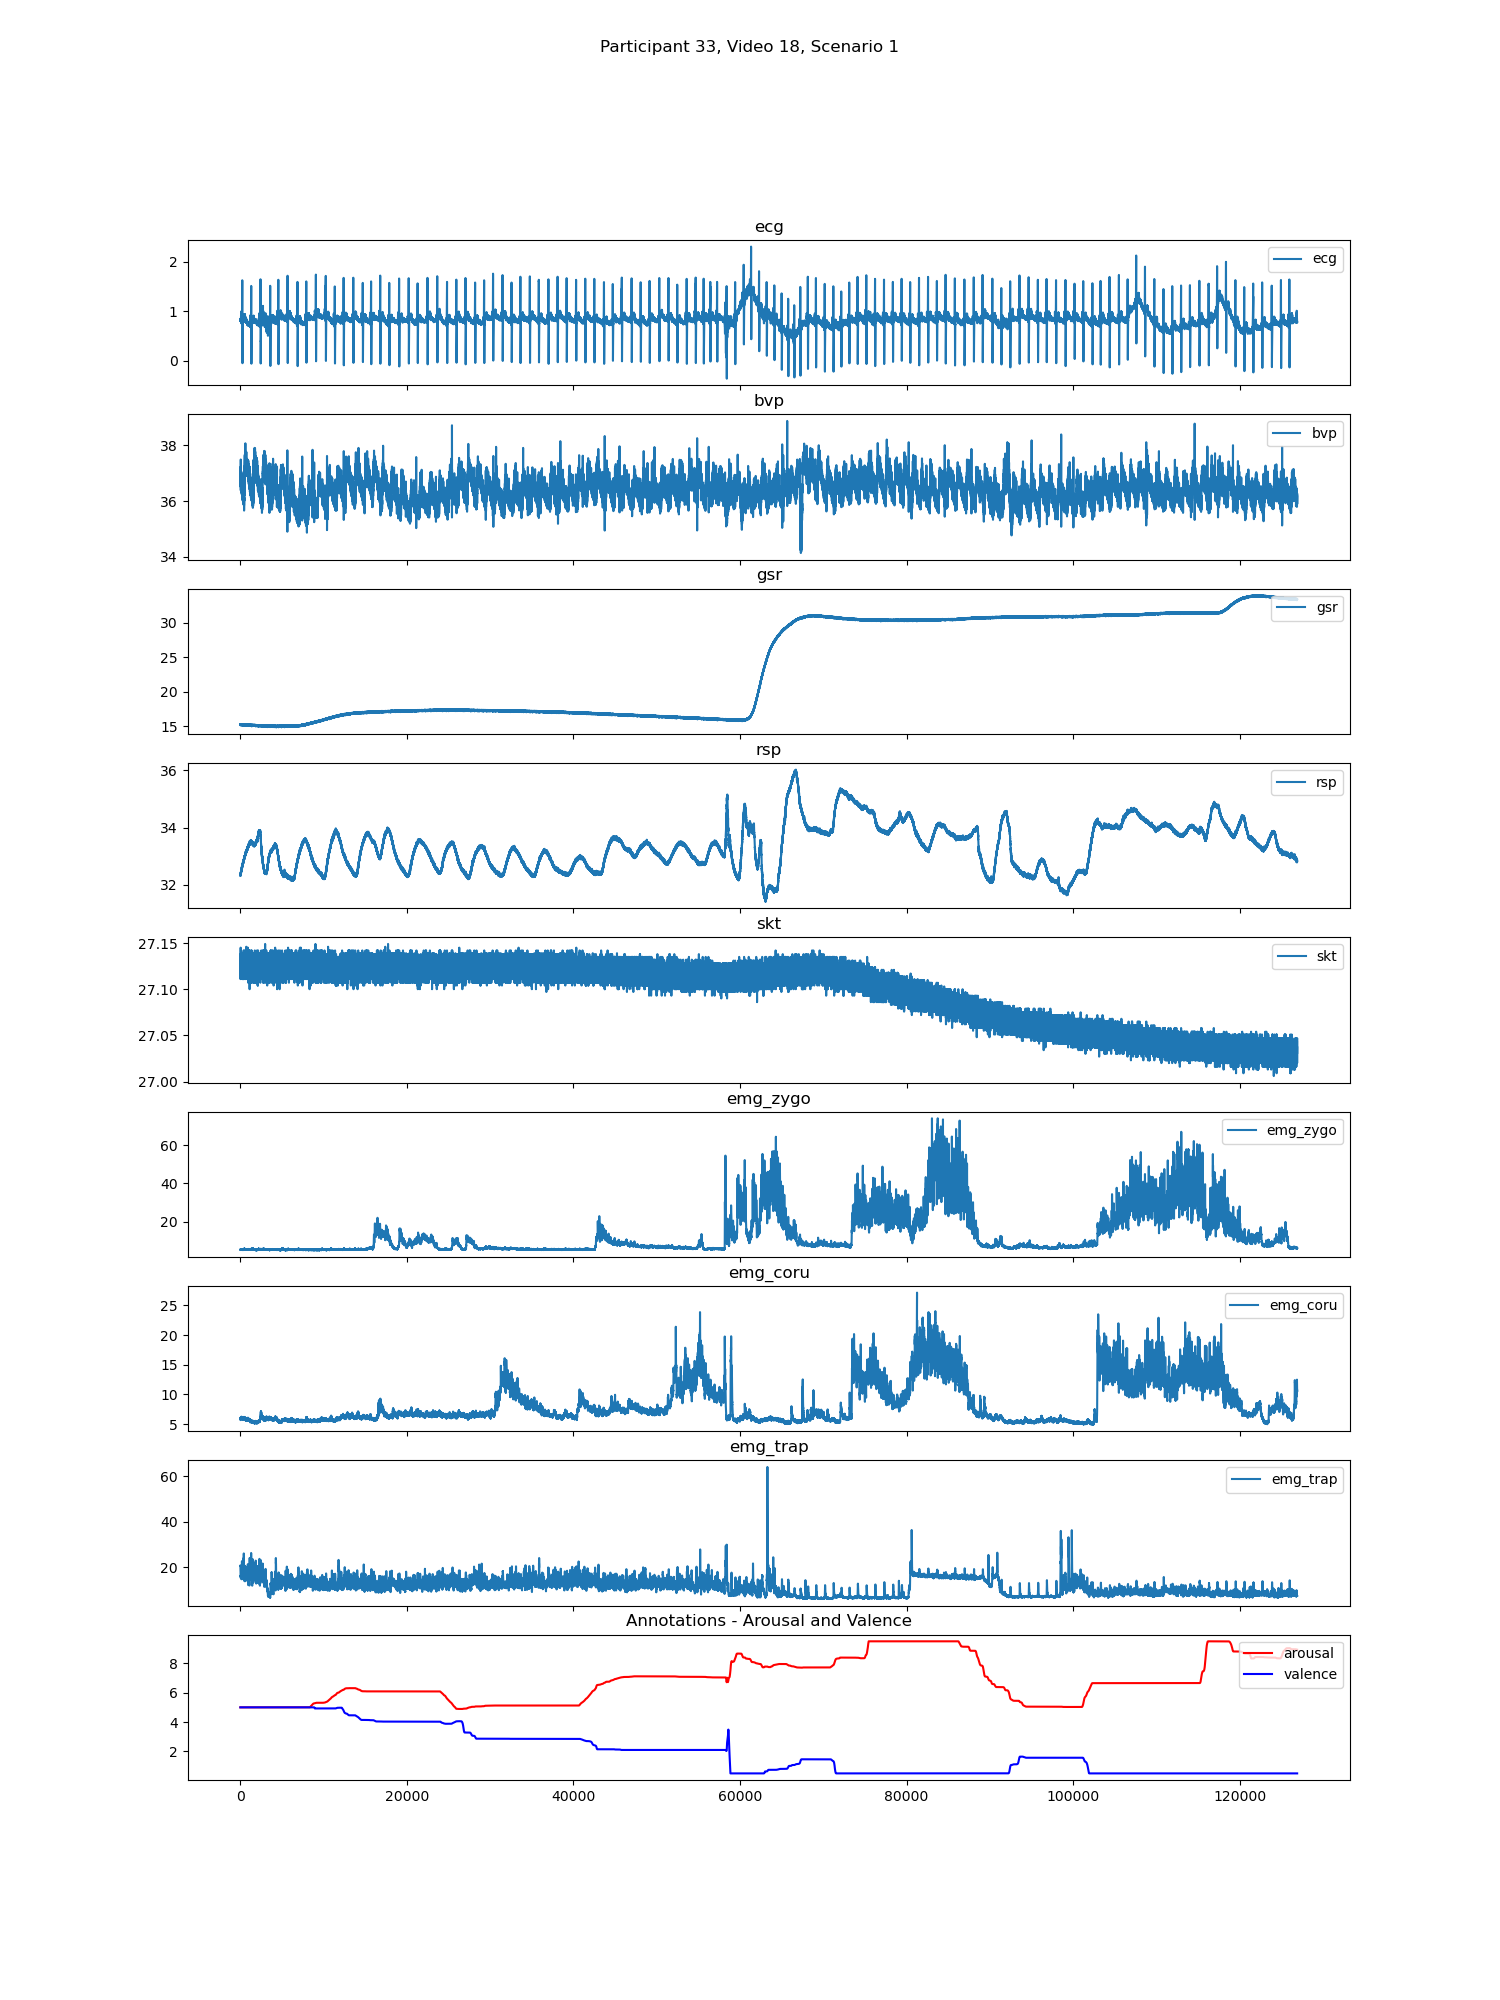 Participant 33, Video 18, Scenario 1
ecg
2
1
0
ecg
bvp
38
36
34
bvp
gsr
30
25
20
15
gsr
rsp
36
34
32
rsp
skt
27.15
27.10
27.05
27.00
skt
emg_zygo
60
40
20
emg_zygo
emg_coru
25
20
15
10
5
emg_coru
emg_trap
60
40
20
emg_trap
Annotations - Arousal and Valence
8
6
4
2
arousal
valence
0 20000 40000 60000 80000 100000 120000